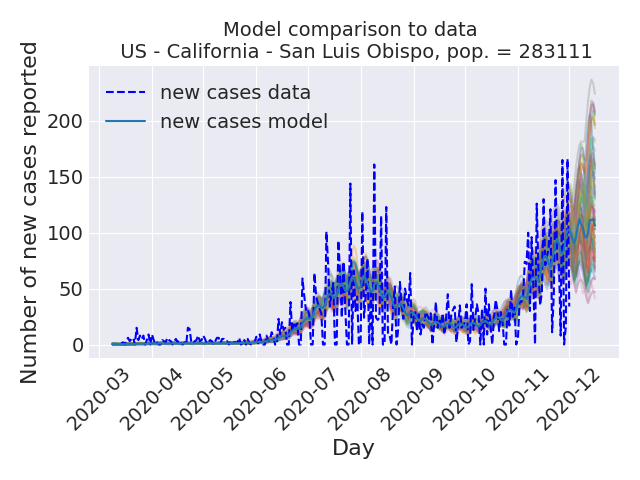 Model comparison to data
US - California - San Luis Obispo, pop. = 283111
Number of new cases reported
new cases data
new cases model
200
150
100
50
0
2020-03
2020-04
2020-05
2020-06
2020-07
2020-08
2020-09
2020-10
2020-11
2020-12
Day